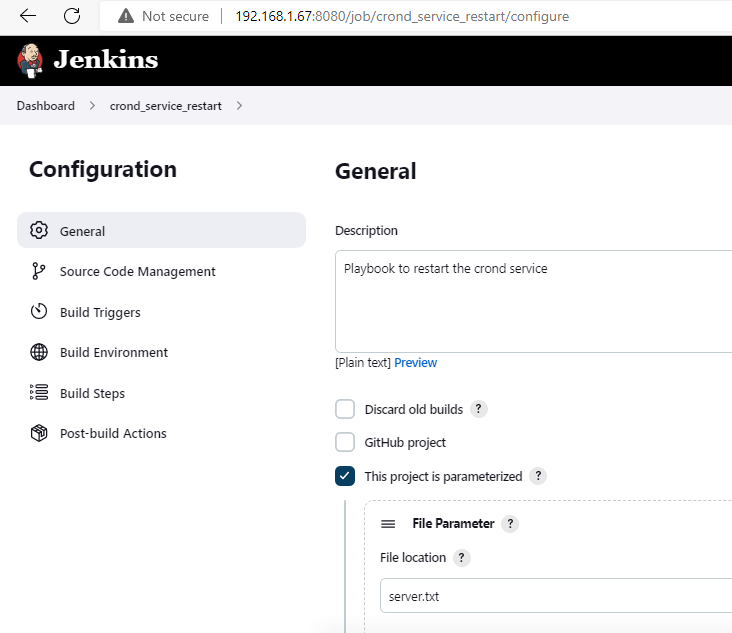 Not secure | 192.168.1.67:8080/job/crond_service_restart/configure
Jenkins
Dashboard > crond_service_restart >
Configuration
General
Source Code Management
Build Triggers
Build Environment
Build Steps
Post-build Actions
General
Description
Playbook to restart the crond service
[Plain text] Preview
Discard old builds ?
GitHub project
This project is parameterized ?
File Parameter ?
File location ?
server.txt